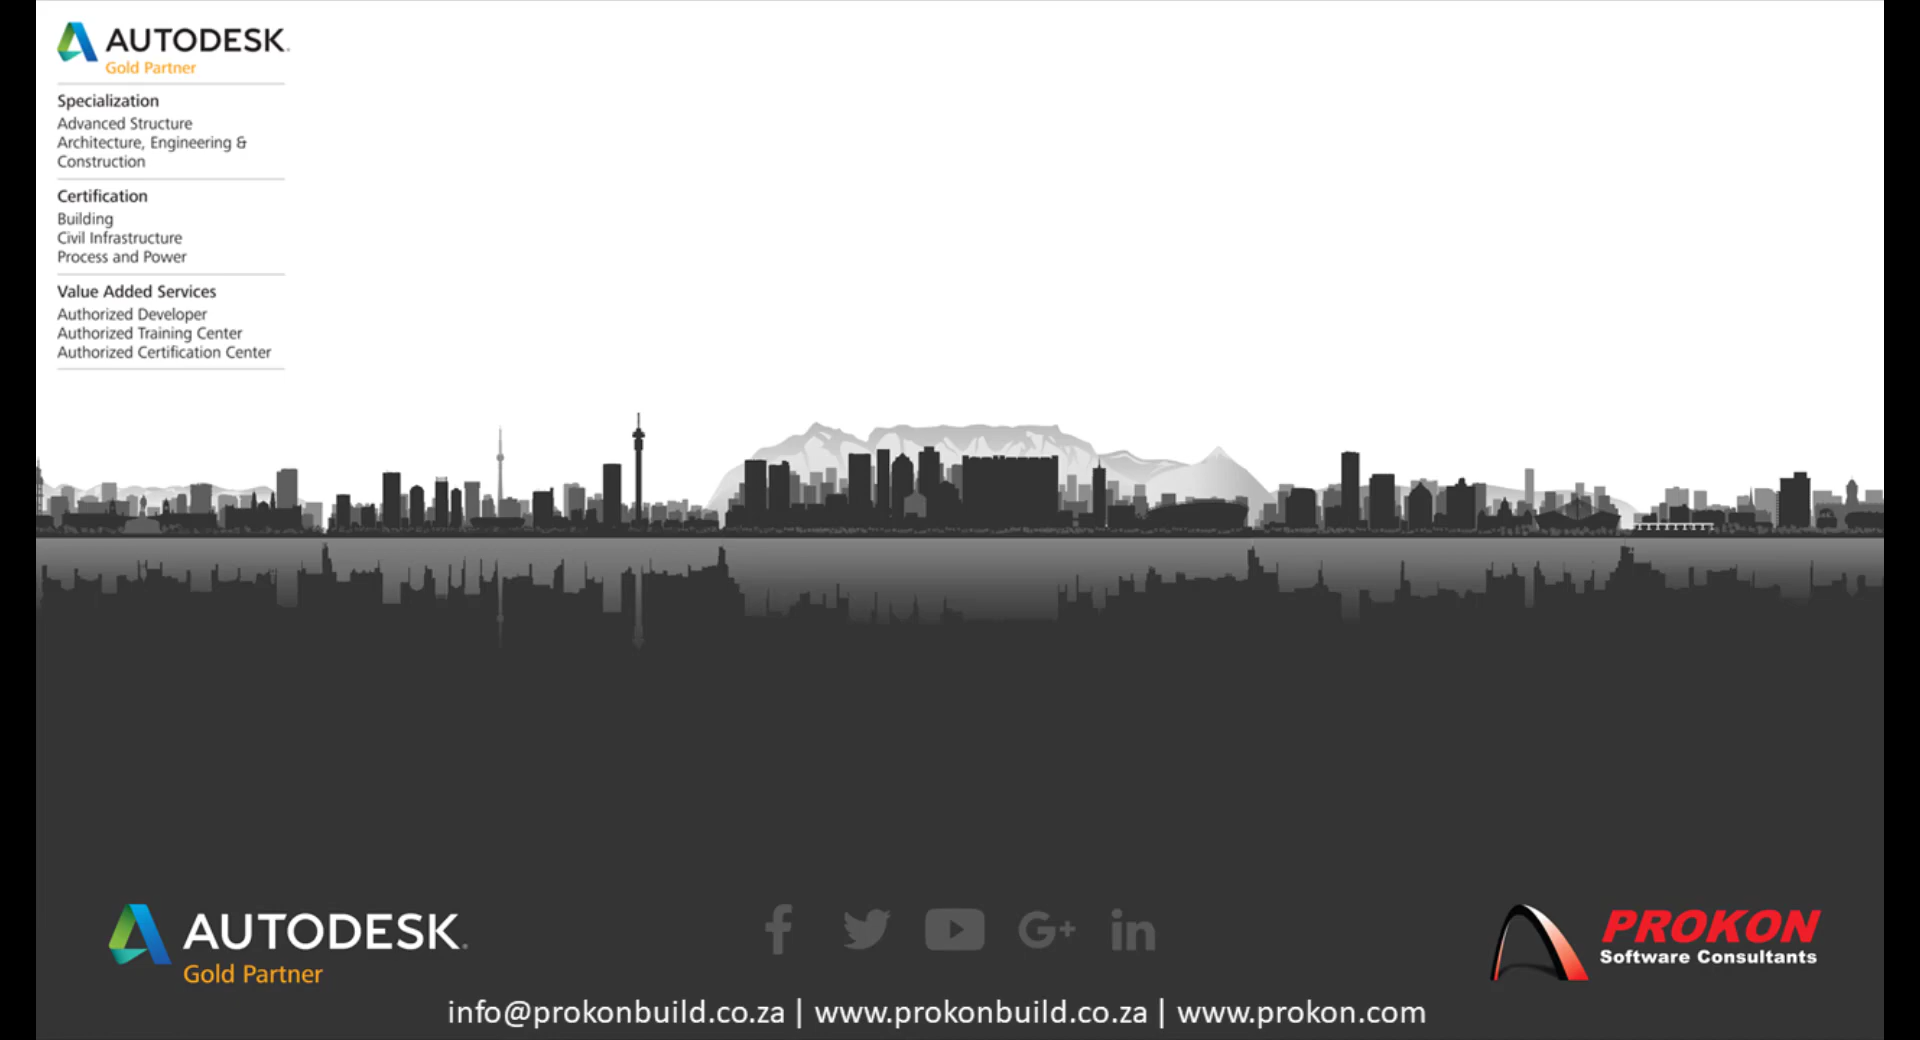 AUTODESK.
Gold Partner
Specialization
Advanced Structure
Architecture, Engineering &
Construction
Certification
Building
Civil Infrastructure
Process and Power
Value Added Services
Authorized Developer
Authorized Training Center
Authorized Certification Center
AUTODESK.
Gold Partner
f
G+
in
PROKON
Software Consultants
info@prokonbuild.co.za | www.prokonbuild.co.za | www.prokon.com